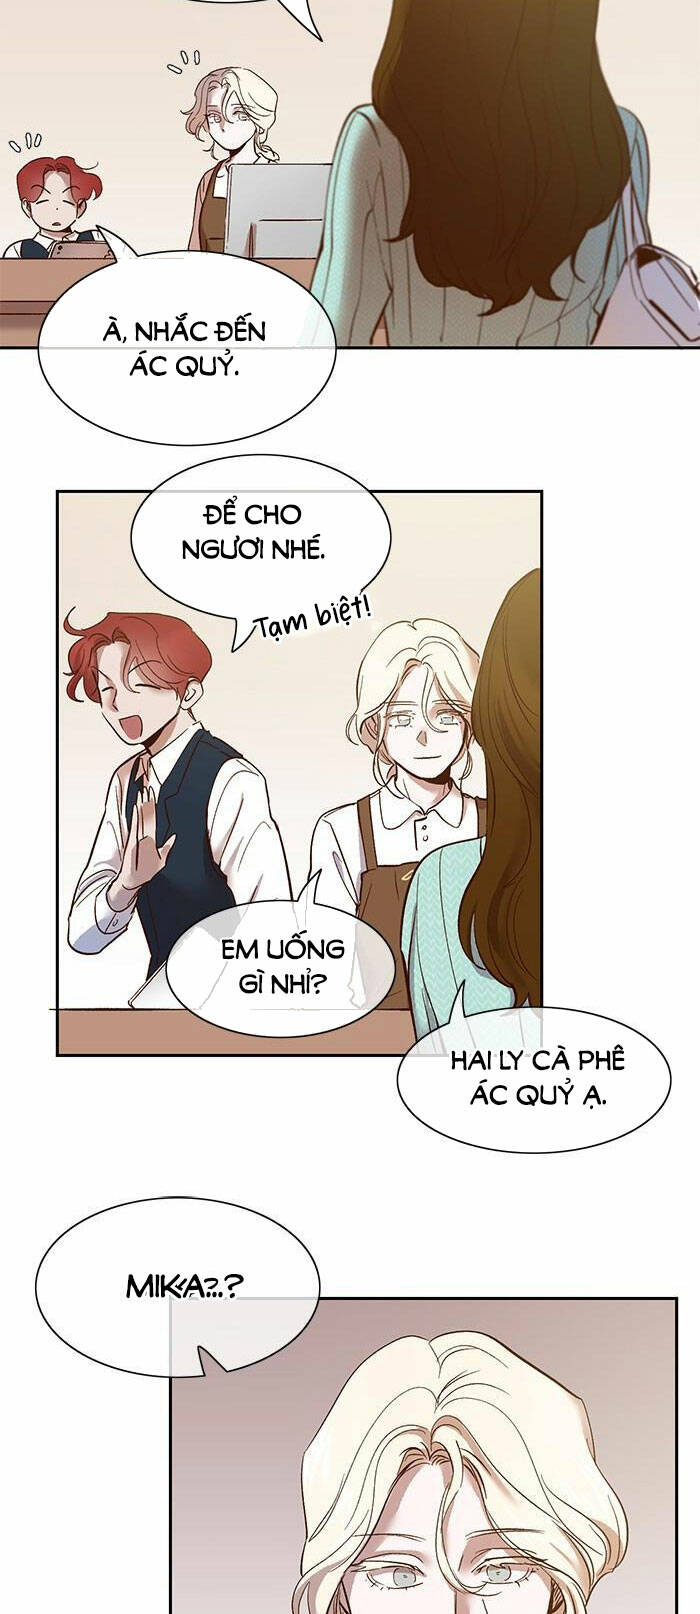 À, NHẮC ĐẾN
ÁC QUỶ.
ĐỂ CHO
NGƯƠI NHÉ.
Tạm biệt!
EM UỐNG
GÌ NHỈ?
HAI LY CÀ PHÊ
ÁC QUỶ Ạ.
MIKA...?